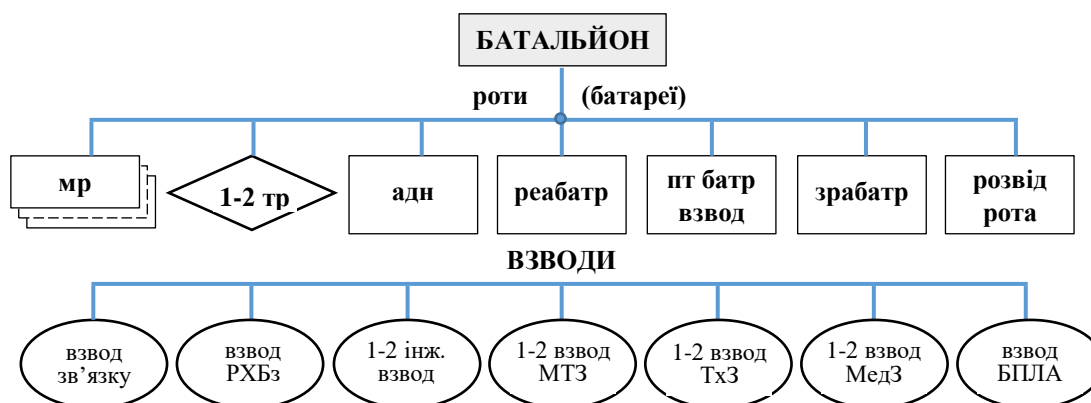 БАТАЛЬЙОН
роти (батареї)
мр
1-2 тр
адн
реабатр
пт батр
взвод
зрабатр
розвід
рота
ВЗВОДИ
взвод
зв’язку
взвод
РХБз
1-2 інж.
взвод
1-2 взвод
МТЗ
1-2 взвод
ТхЗ
1-2 взвод
МедЗ
взвод
БПЛА